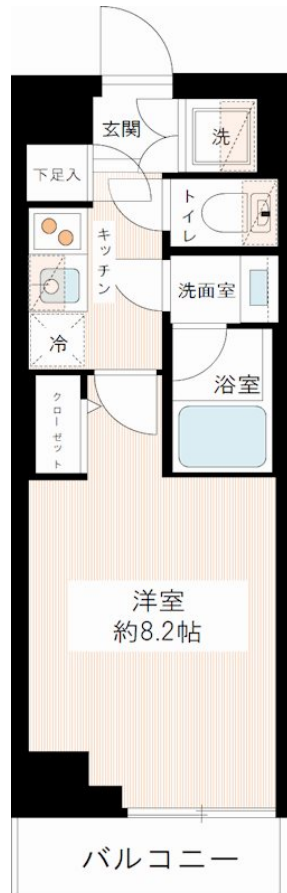 玄関
洗
下足入
トイレ
キッチン
洗面室
冷
浴室
クローゼット
洋室
約8.2帖
バルコニー